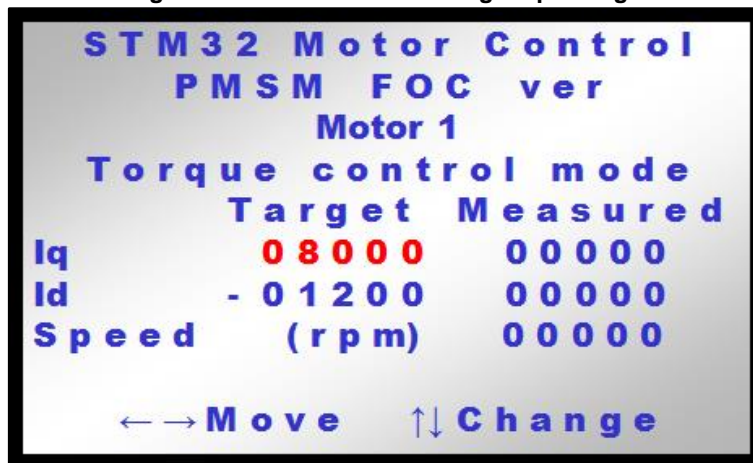 STM32 Motor Control
PMSM FOC ver
Motor 1
Torque control mode
Target Measured
Iq 08000 00000
Id -01200 00000
Speed (rpm) 00000
←→Move ↑↓Change